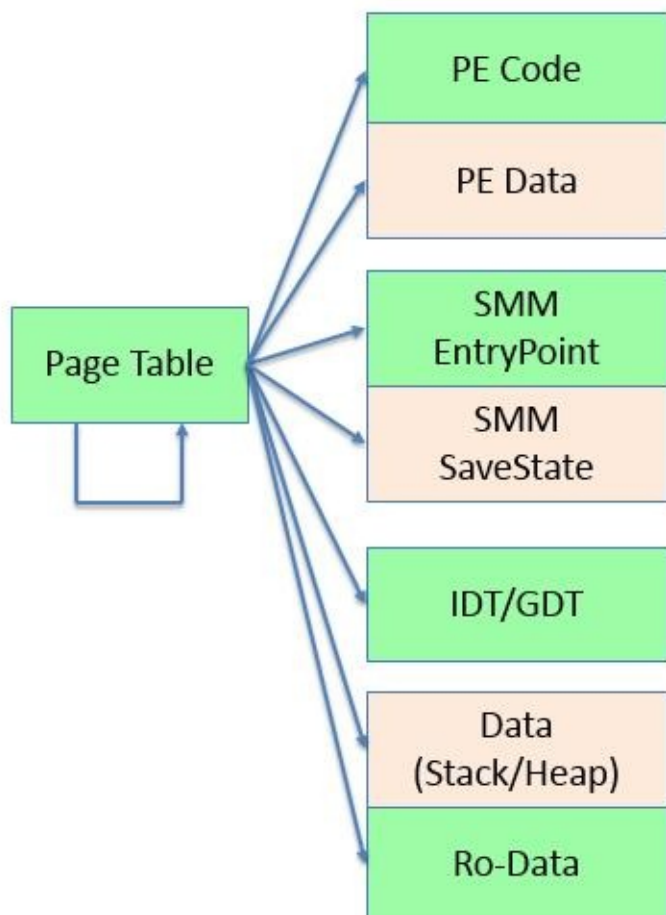 PE Code
PE Data
SMM
EntryPoint
Page Table
SMM
SaveState
IDT/GDT
Data
(Stack/Heap)
Ro-Data